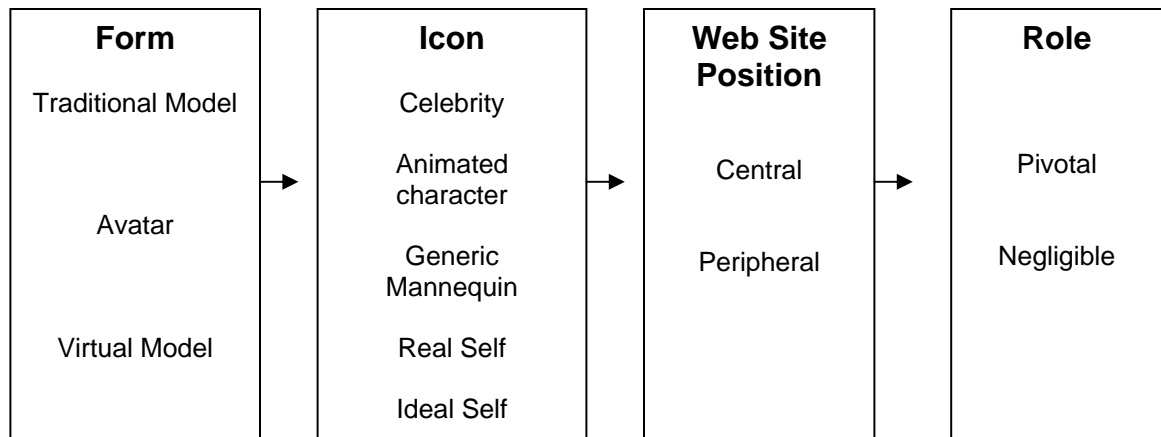 Form
Traditional Model
Avatar
Virtual Model
Icon
Celebrity
Animated
character
Generic
Mannequin
Real Self
Ideal Self
Web Site
Position
Central
Peripheral
Role
Pivotal
Negligible